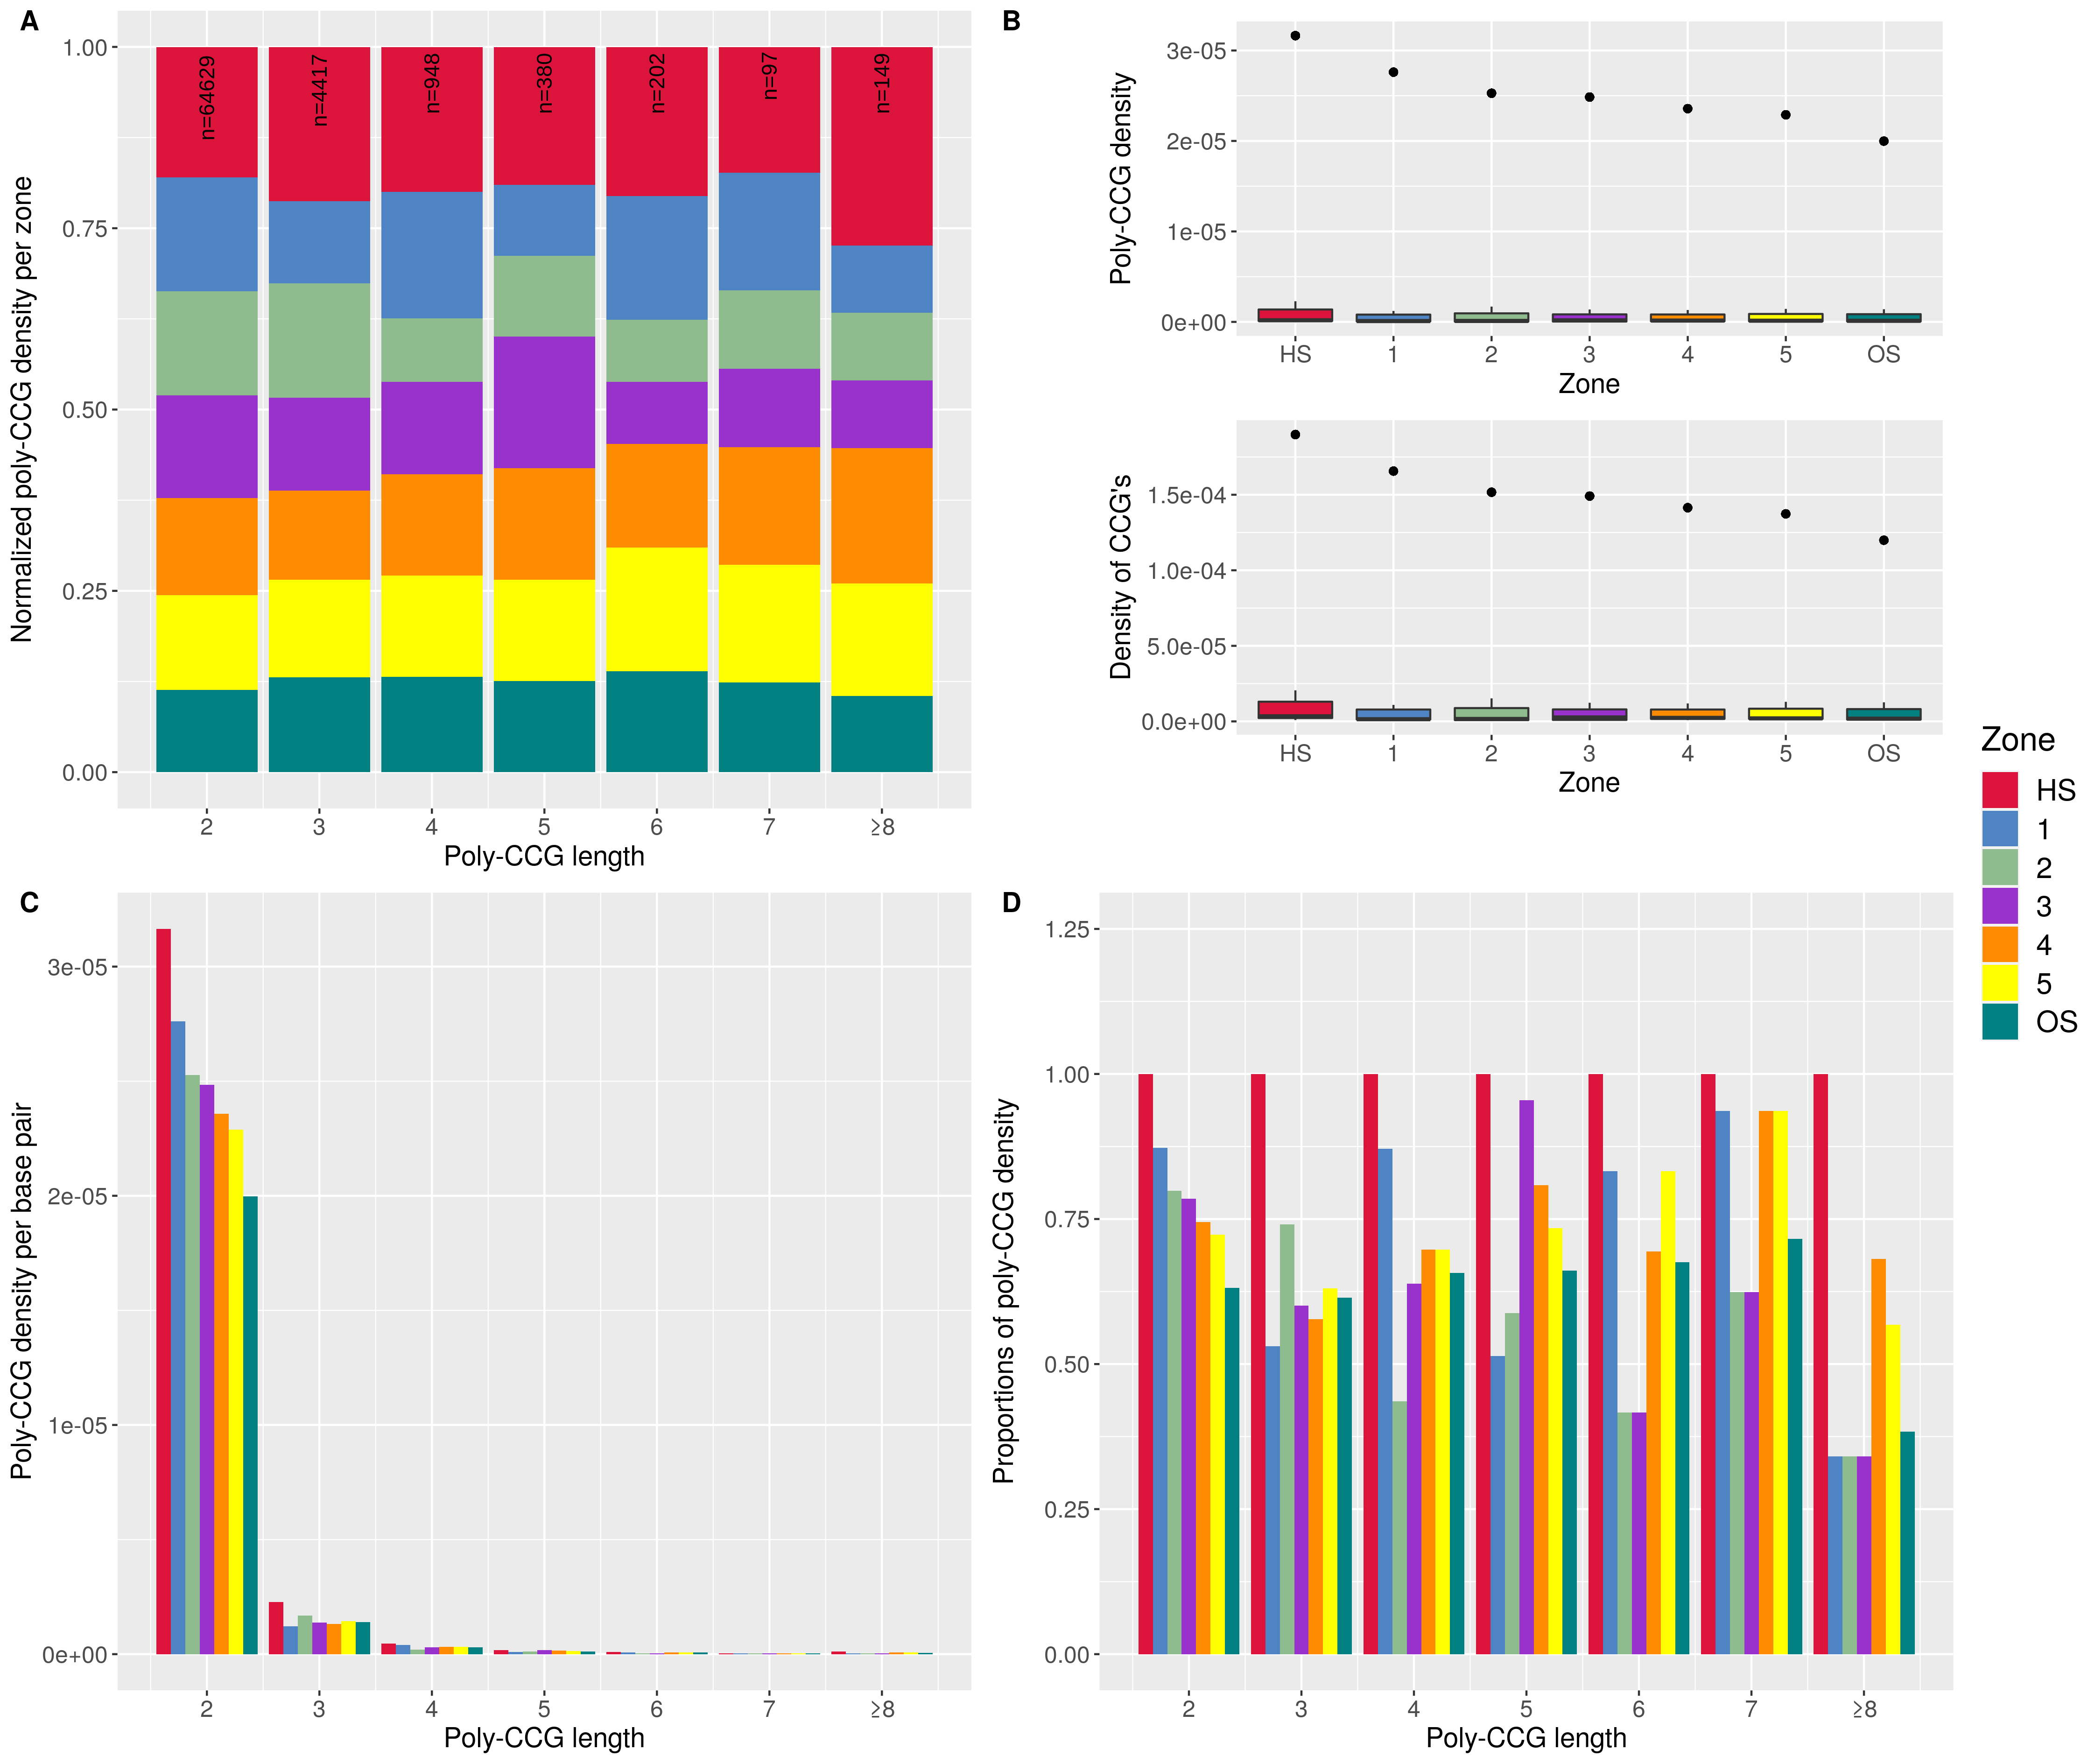 A
Normalized poly-CCG density per zone
1.00
0.75
0.50
0.25
0.00
n=64629
n=4417
n=948
n=380
n=202
n=97
n=149
2 3 4 5 6 7 ≥8
Poly-CCG length
B
Poly-CCG density
3e-05
2e-05
1e-05
0e+00
HS 1 2 3 4 5 OS
Zone
Density of CCG's
1.5e-04
1.0e-04
5.0e-05
0.0e+00
HS 1 2 3 4 5 OS
Zone
Zone
HS
1
2
3
4
5
OS
C
Poly-CCG density per base pair
3e-05
2e-05
1e-05
0e+00
2 3 4 5 6 7 ≥8
Poly-CCG length
D
Proportions of poly-CCG density
1.25
1.00
0.75
0.50
0.25
0.00
2 3 4 5 6 7 ≥8
Poly-CCG length